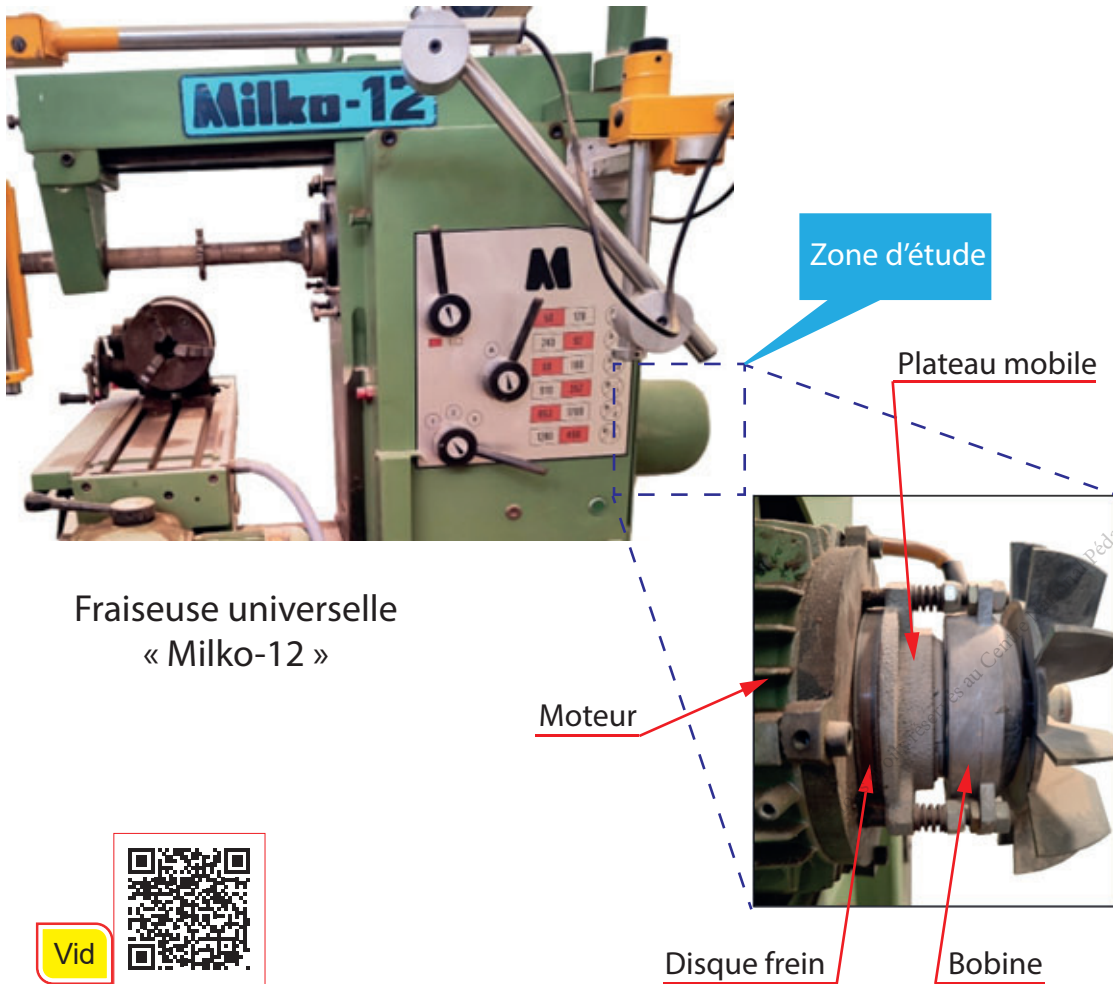 Milko-12
Zone d'étude
Plateau mobile
M
Fraiseuse universelle
« Milko-12 »
Moteur
Disque frein
Bobine
Vid